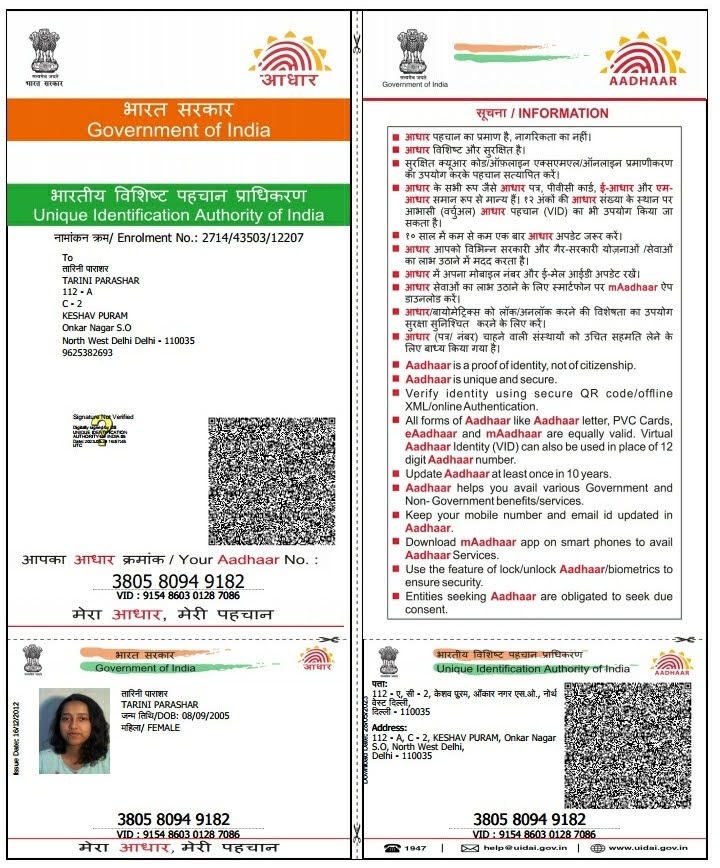 सत्यमेव जयते
भारत सरकार
आधार
भारत सरकार
Government of India
भारतीय विशिष्ट पहचान प्राधिकरण
Unique Identification Authority of India
नामांकन क्रम/ Enrolment No.: 2714/43503/12207
To
तारिनी पाराशर
TARINI PARASHAR
112 - A
C - 2
KESHAV PURAM
Onkar Nagar S.O
North West Delhi Delhi - 110035
9625382693
Signature Not Verified
UNIQUE IDENTIFICATION
UTC
आपका आधार क्रमांक / Your Aadhaar No. :
3805 8094 9182
VID : 9154 8603 0128 7086
मेरा आधार, मेरी पहचान
सत्यमेव जयते
Government of India
AADHAAR
सूचना / INFORMATION
आधार पहचान का प्रमाण है, नागरिकता का नहीं।
आधार विशिष्ट और सुरक्षित है।
सुरक्षित क्यूआर कोड/ऑफ़लाइन एक्सएमएल/ऑनलाइन प्रमाणीकरण
का उपयोग करके पहचान सत्यापित करें।
आधार के सभी रूप जैसे आधार पत्र, पीवीसी कार्ड, ई-आधार और एम-
आधार समान रूप से मान्य हैं। १२ अंकों की आधार संख्या के स्थान पर
आभासी (वर्चुअल) आधार पहचान (VID) का भी उपयोग किया जा
सकता है।
१० साल में कम से कम एक बार आधार अपडेट जरूर करें।
आधार आपको विभिन्न सरकारी और गैर-सरकारी योजनाओं /सेवाओं
का लाभ उठाने में मदद करता है।
आधार में अपना मोबाइल नंबर और ई-मेल आईडी अपडेट रखें।
आधार सेवाओं का लाभ उठाने के लिए स्मार्टफोन पर mAadhaar ऐप
डाउनलोड करें।
आधार/बायोमेट्रिक्स को लॉक/अनलॉक करने की विशेषता का उपयोग
सुरक्षा सुनिश्चित करने के लिए करें।
आधार (पत्र/ नंबर) चाहने वाली संस्थायों को उचित सहमति लेने के
लिए बाध्य किया गया है।
Aadhaar is a proof of identity, not of citizenship.
Aadhaar is unique and secure.
Verify identity using secure QR code/offline
XML/online Authentication.
All forms of Aadhaar like Aadhaar letter, PVC Cards,
eAadhaar and mAadhaar are equally valid. Virtual
Aadhaar Identity (VID) can also be used in place of 12
digit Aadhaar number.
Update Aadhaar at least once in 10 years.
Aadhaar helps you avail various Government and
Non- Government benefits/services.
Keep your mobile number and email id updated in
Aadhaar.
Download mAadhaar app on smart phones to avail
Aadhaar Services.
Use the feature of lock/unlock Aadhaar/biometrics to
ensure security.
Entities seeking Aadhaar are obligated to seek due
consent.
भारत सरकार
Government of India
आधार
Issue Date: 16/12/2012
तारिनी पाराशर
TARINI PARASHAR
जन्म तिथि/DOB: 08/09/2005
महिला/ FEMALE
3805 8094 9182
VID : 9154 8603 0128 7086
मेरा आधार, मेरी पहचान
भारतीय विशिष्ट पहचान प्राधिकरण
Unique Identification Authority of India
AADHAAR
Download Date:
पता:
112 - ए, सी - 2, केशव पूरम, ओंकार नगर एस.ओ., नोर्थ
वेस्ट दिल्ली,
दिल्ली - 110035
Address:
112 - A, C - 2, KESHAV PURAM, Onkar Nagar
S.O, North West Delhi,
Delhi - 110035
3805 8094 9182
VID : 9154 8603 0128 7086
1947 | help@uidai.gov.in | www.uidai.gov.in